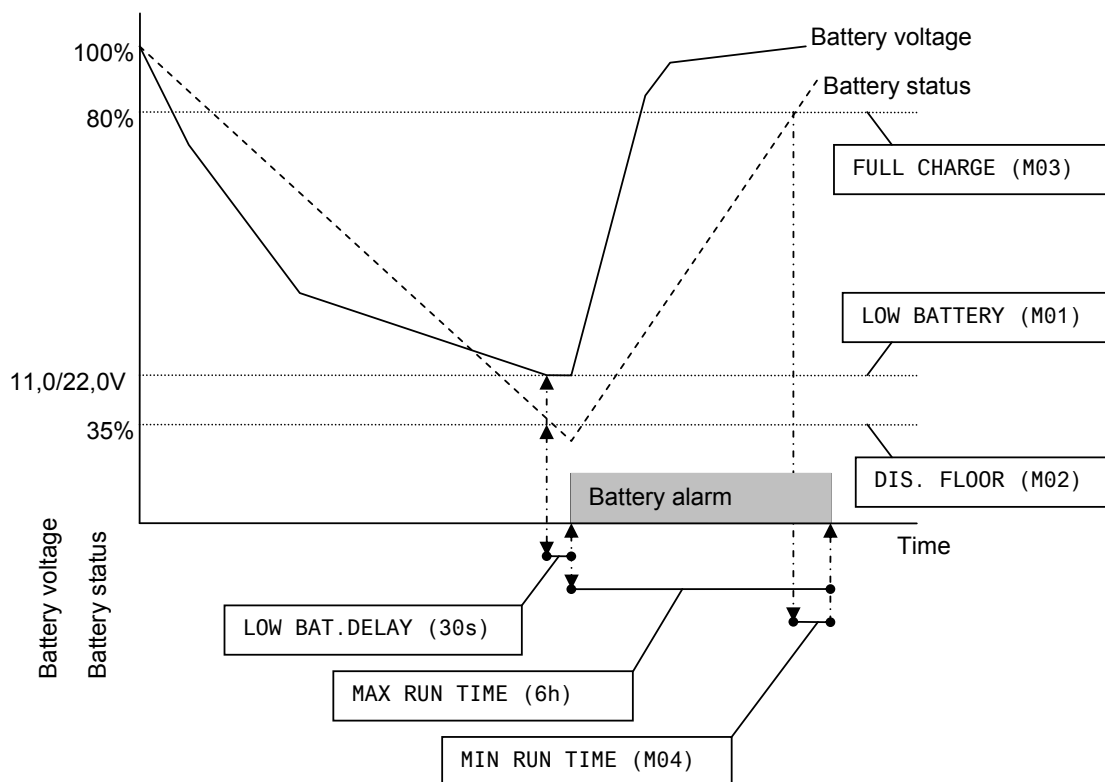 100%
Battery voltage
Battery status
80%
FULL CHARGE (M03)
LOW BATTERY (M01)
11,0/22,0V
35%
DIS. FLOOR (M02)
Battery alarm
Time
Battery voltage
Battery status
LOW BAT.DELAY (30s)
MAX RUN TIME (6h)
MIN RUN TIME (M04)